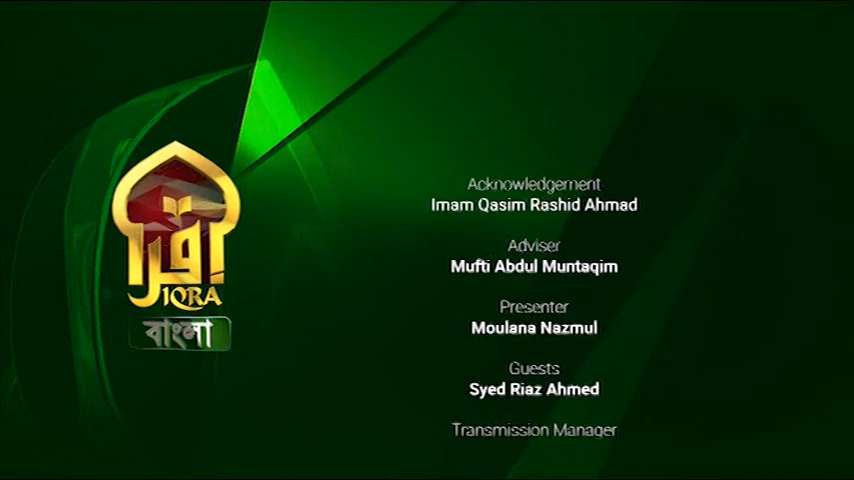 اقرأ
IQRA
বাংলা
Acknowledgement
Imam Qasim Rashid Ahmad
Adviser
Mufti Abdul Muntaqim
Presenter
Moulana Nazmul
Guests
Syed Riaz Ahmed
Transmission Manager